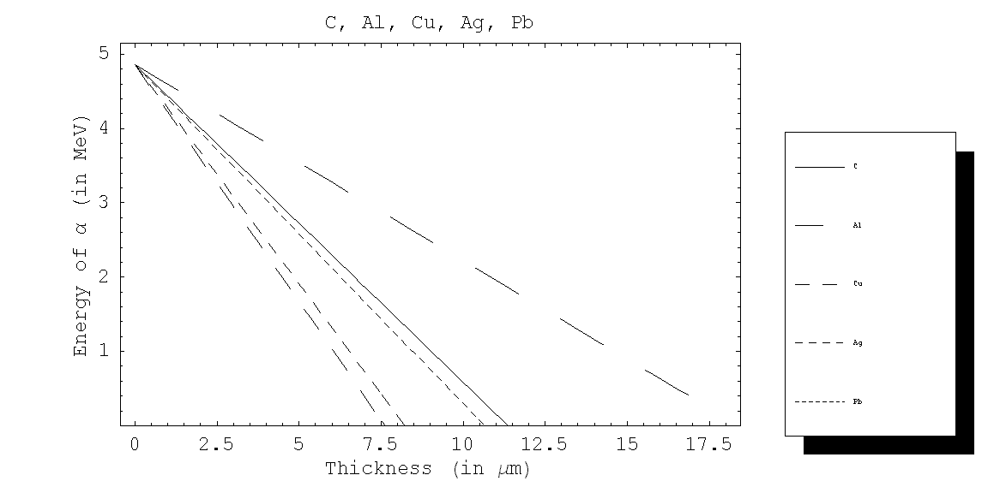 C, Al, Cu, Ag, Pb
5
4
3
2
1
Energy of α (in MeV)
0 2.5 5 7.5 10 12.5 15 17.5
Thickness (in μm)
C
Al
Cu
Ag
Pb